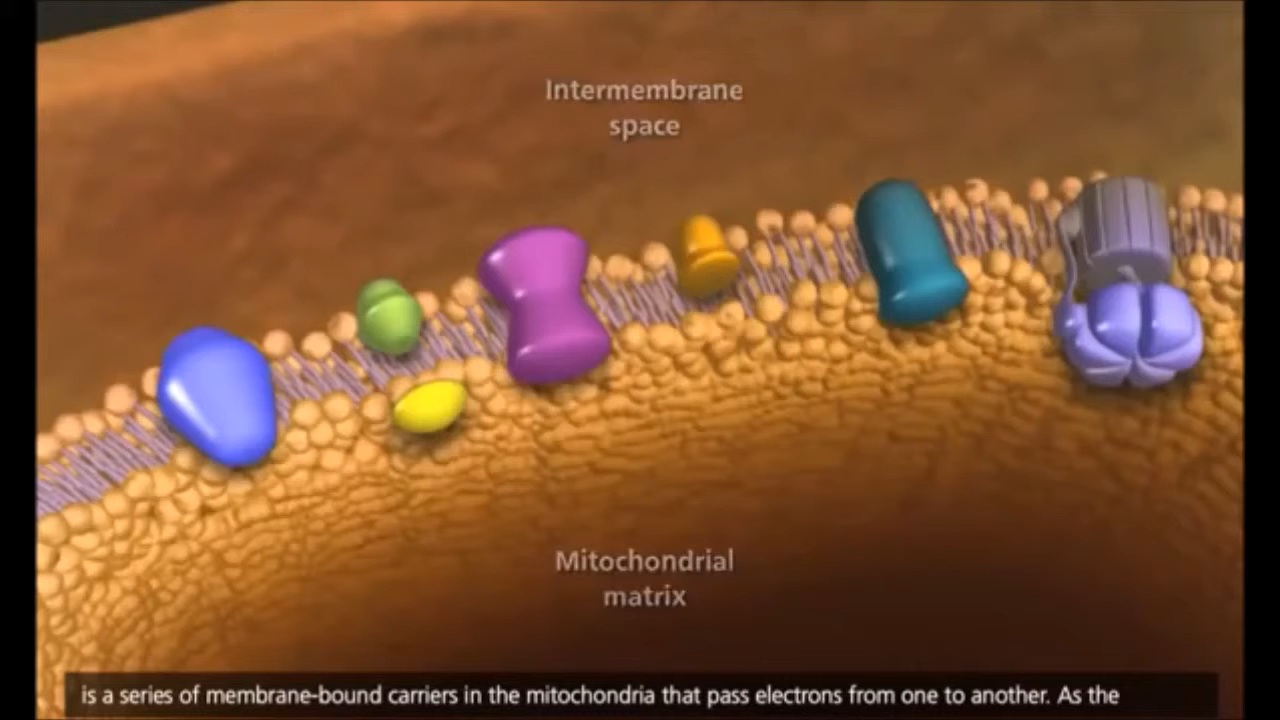 Intermembrane
space
Mitochondrial
matrix
is a series of membrane-bound carriers in the mitochondria that pass electrons from one to another. As the